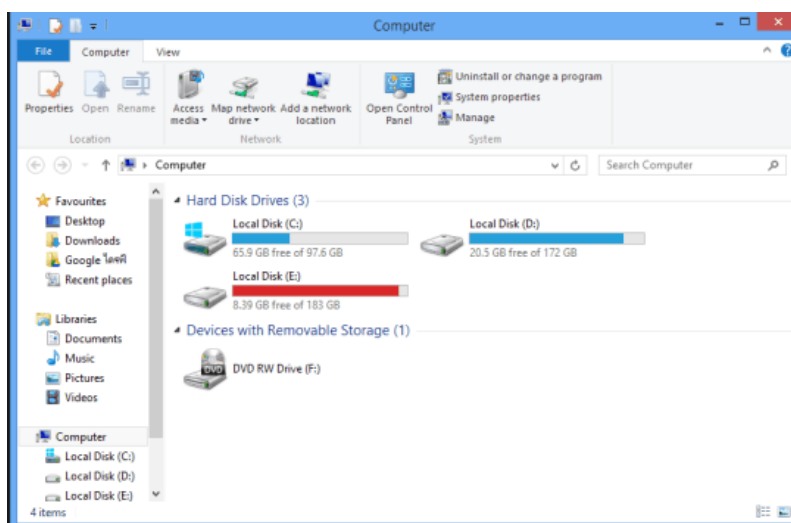 Computer
File Computer View
Properties Open Rename
Access media Map network drive Add a network location
Open Control Panel
Uninstall or change a program
System properties
Manage
Location Network System
Computer
Search Computer
Favourites
Desktop
Downloads
Google ไดรฟ์
Recent places
Libraries
Documents
Music
Pictures
Videos
Computer
Local Disk (C:)
Local Disk (D:)
Local Disk (E:)
Hard Disk Drives (3)
Local Disk (C:)
65.9 GB free of 97.6 GB
Local Disk (D:)
20.5 GB free of 172 GB
Local Disk (E:)
8.39 GB free of 183 GB
Devices with Removable Storage (1)
DVD
DVD RW Drive (F:)
4 items